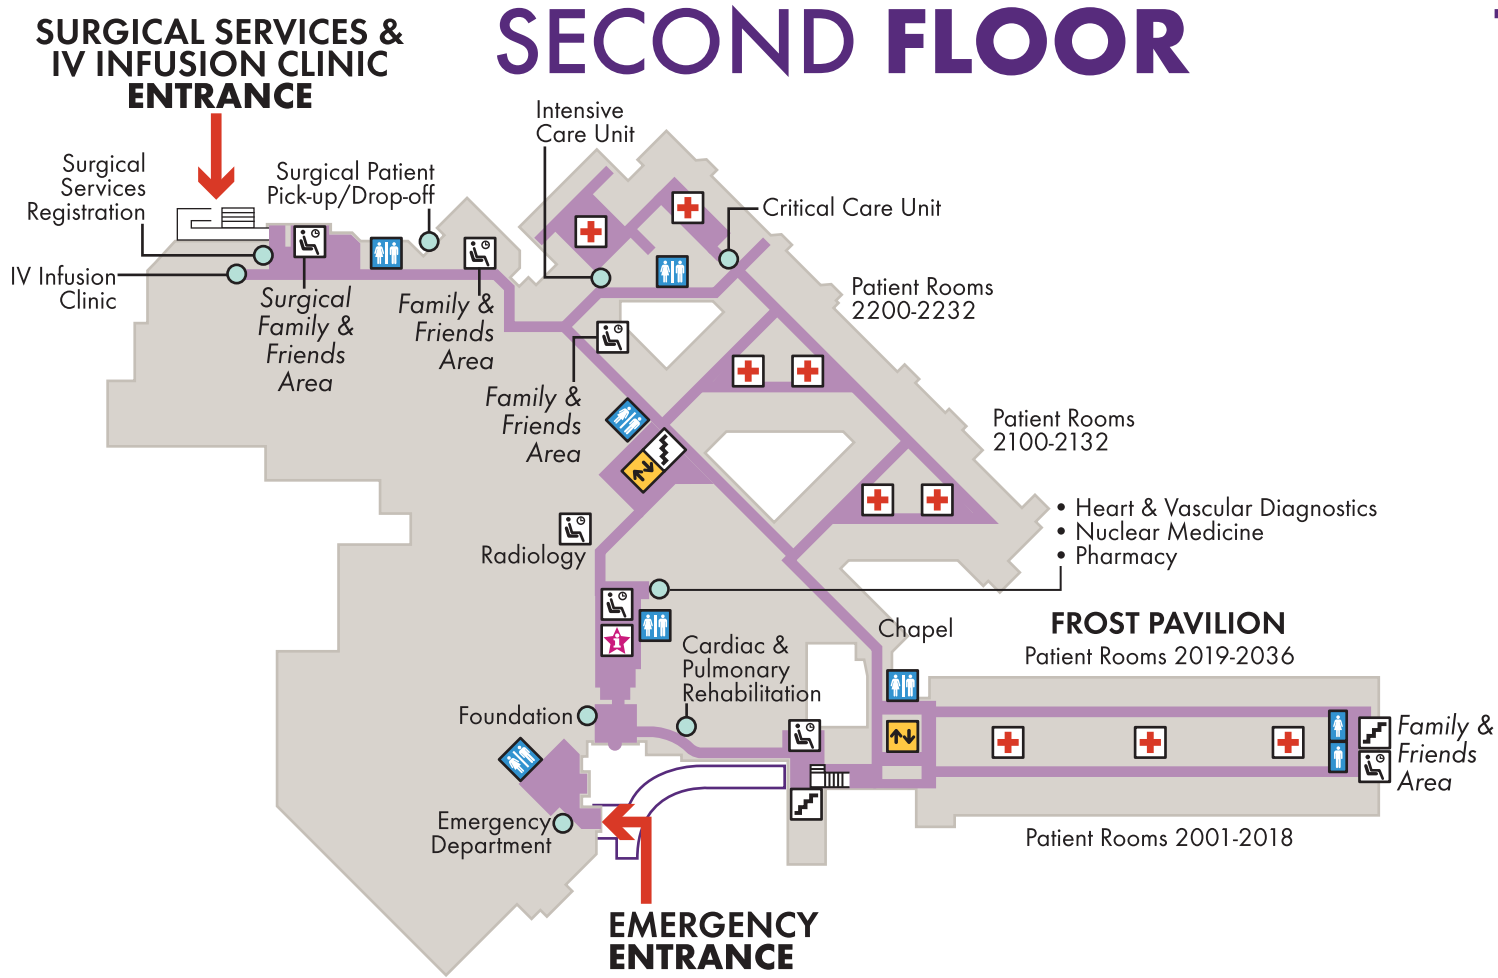 SECOND FLOOR
SURGICAL SERVICES &
IV INFUSION CLINIC
ENTRANCE
Intensive
Care Unit
Surgical
Services
Registration
Surgical Patient
Pick-up/Drop-off
Critical Care Unit
IV Infusion
Clinic
Surgical
Family &
Friends
Area
Family &
Friends
Area
Patient Rooms
2200-2232
Family &
Friends
Area
Patient Rooms
2100-2132
• Heart & Vascular Diagnostics
• Nuclear Medicine
• Pharmacy
Radiology
Chapel
FROST PAVILION
Patient Rooms 2019-2036
Cardiac &
Pulmonary
Rehabilitation
Foundation
Family &
Friends
Area
Emergency
Department
Patient Rooms 2001-2018
EMERGENCY
ENTRANCE